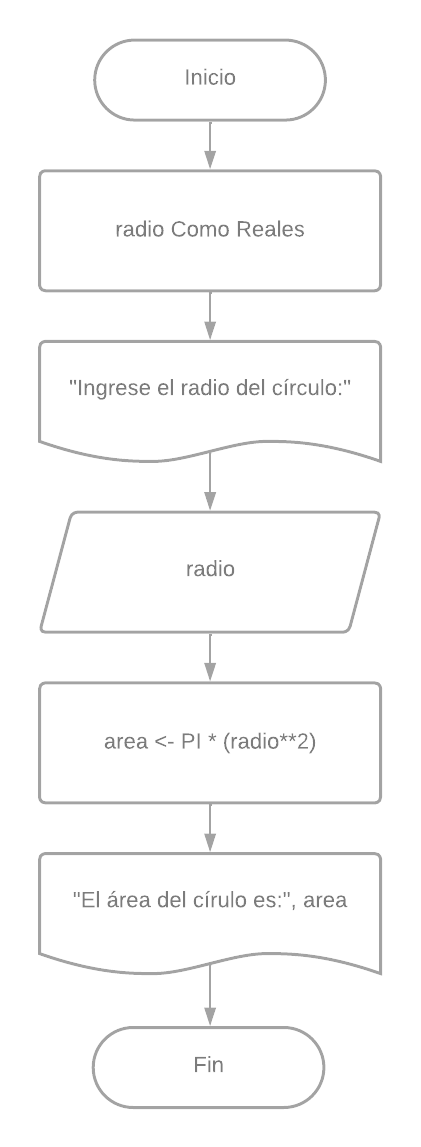 Inicio
radio Como Reales
"Ingrese el radio del círculo:"
radio
area <- PI * (radio**2)
"El área del círulo es:", area
Fin